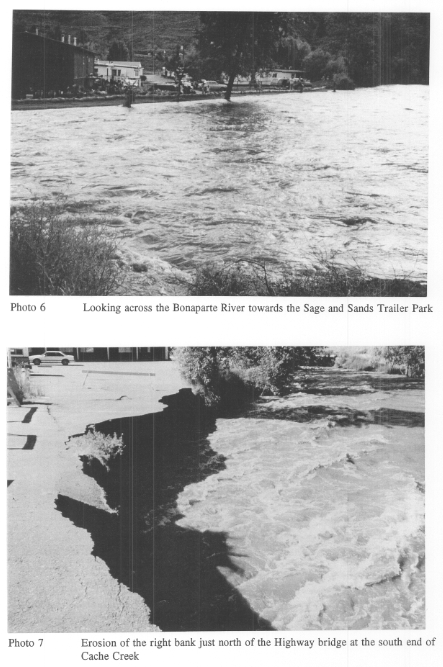 Photo 6 Looking across the Bonaparte River towards the Sage and Sands Trailer Park
Photo 7 Erosion of the right bank just north of the Highway bridge at the south end of
Cache Creek